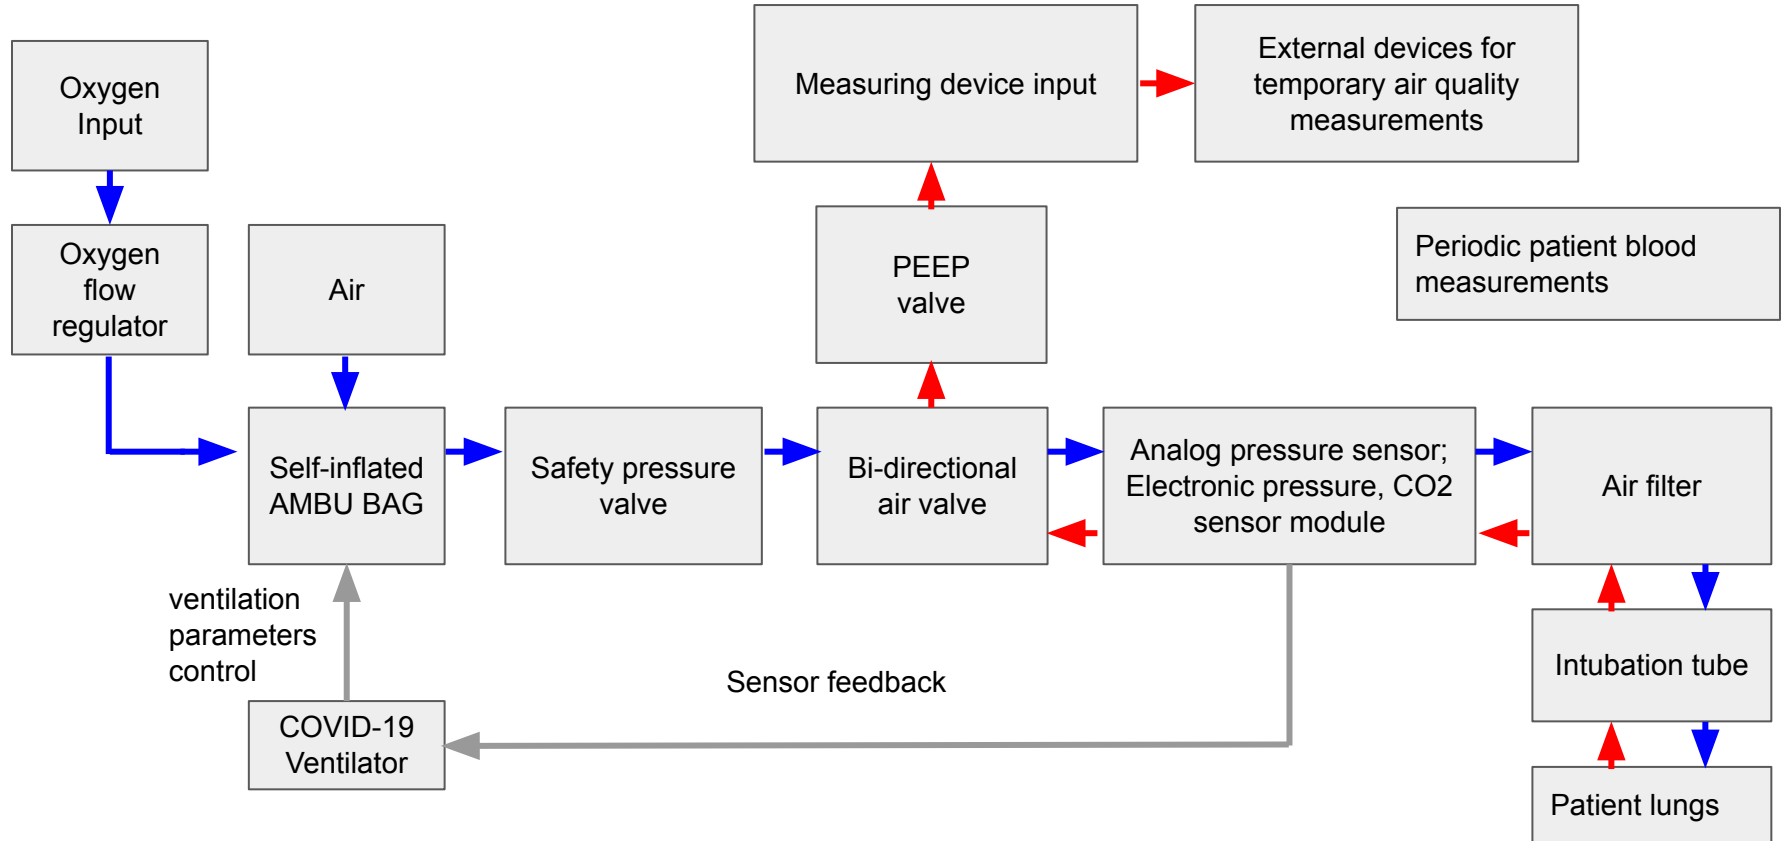 Oxygen
Input
Measuring device input
External devices for
temporary air quality
measurements
Oxygen
flow
regulator
Air
PEEP
valve
Periodic patient blood
measurements
Self-inflated
AMBU BAG
Safety pressure
valve
Bi-directional
air valve
Analog pressure sensor;
Electronic pressure, CO2
sensor module
Air filter
ventilation
parameters
control
Sensor feedback
Intubation tube
COVID-19
Ventilator
Patient lungs